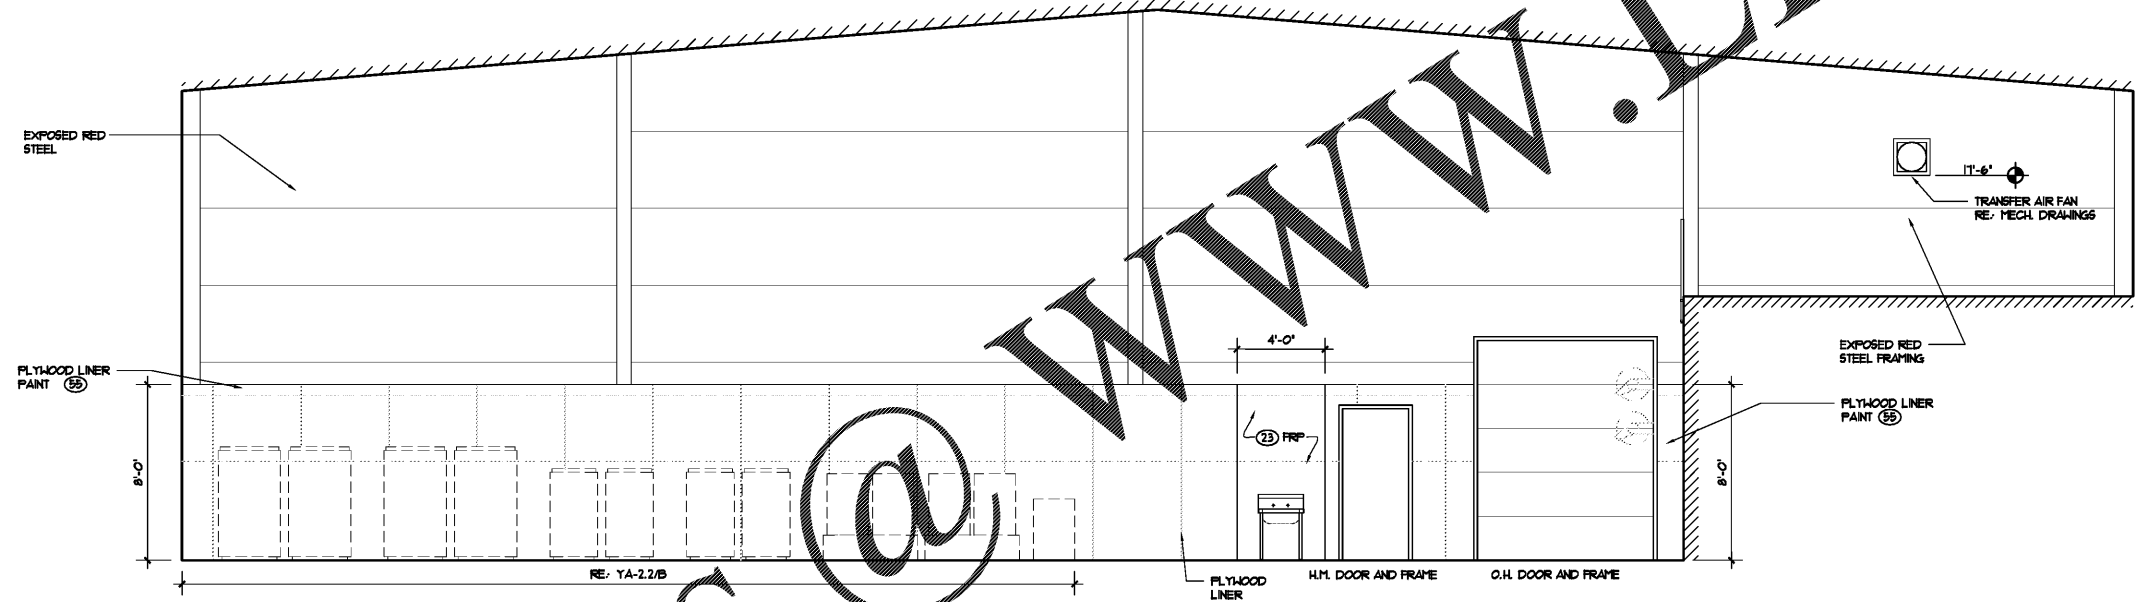 EXPOSED RED
STEEL
17'-6"
TRANSFER AIR FAN
RE: MECH. DRAWINGS
EXPOSED RED
STEEL FRAMING
4'-0"
PLYWOOD LINER
PAINT 55
PLYWOOD LINER
PAINT 55
23 FRP
8'-0"
8'-0"
RE: YA-2.2/B
PLYWOOD
LINER
H.M. DOOR AND FRAME
O.H. DOOR AND FRAME
@ www.L